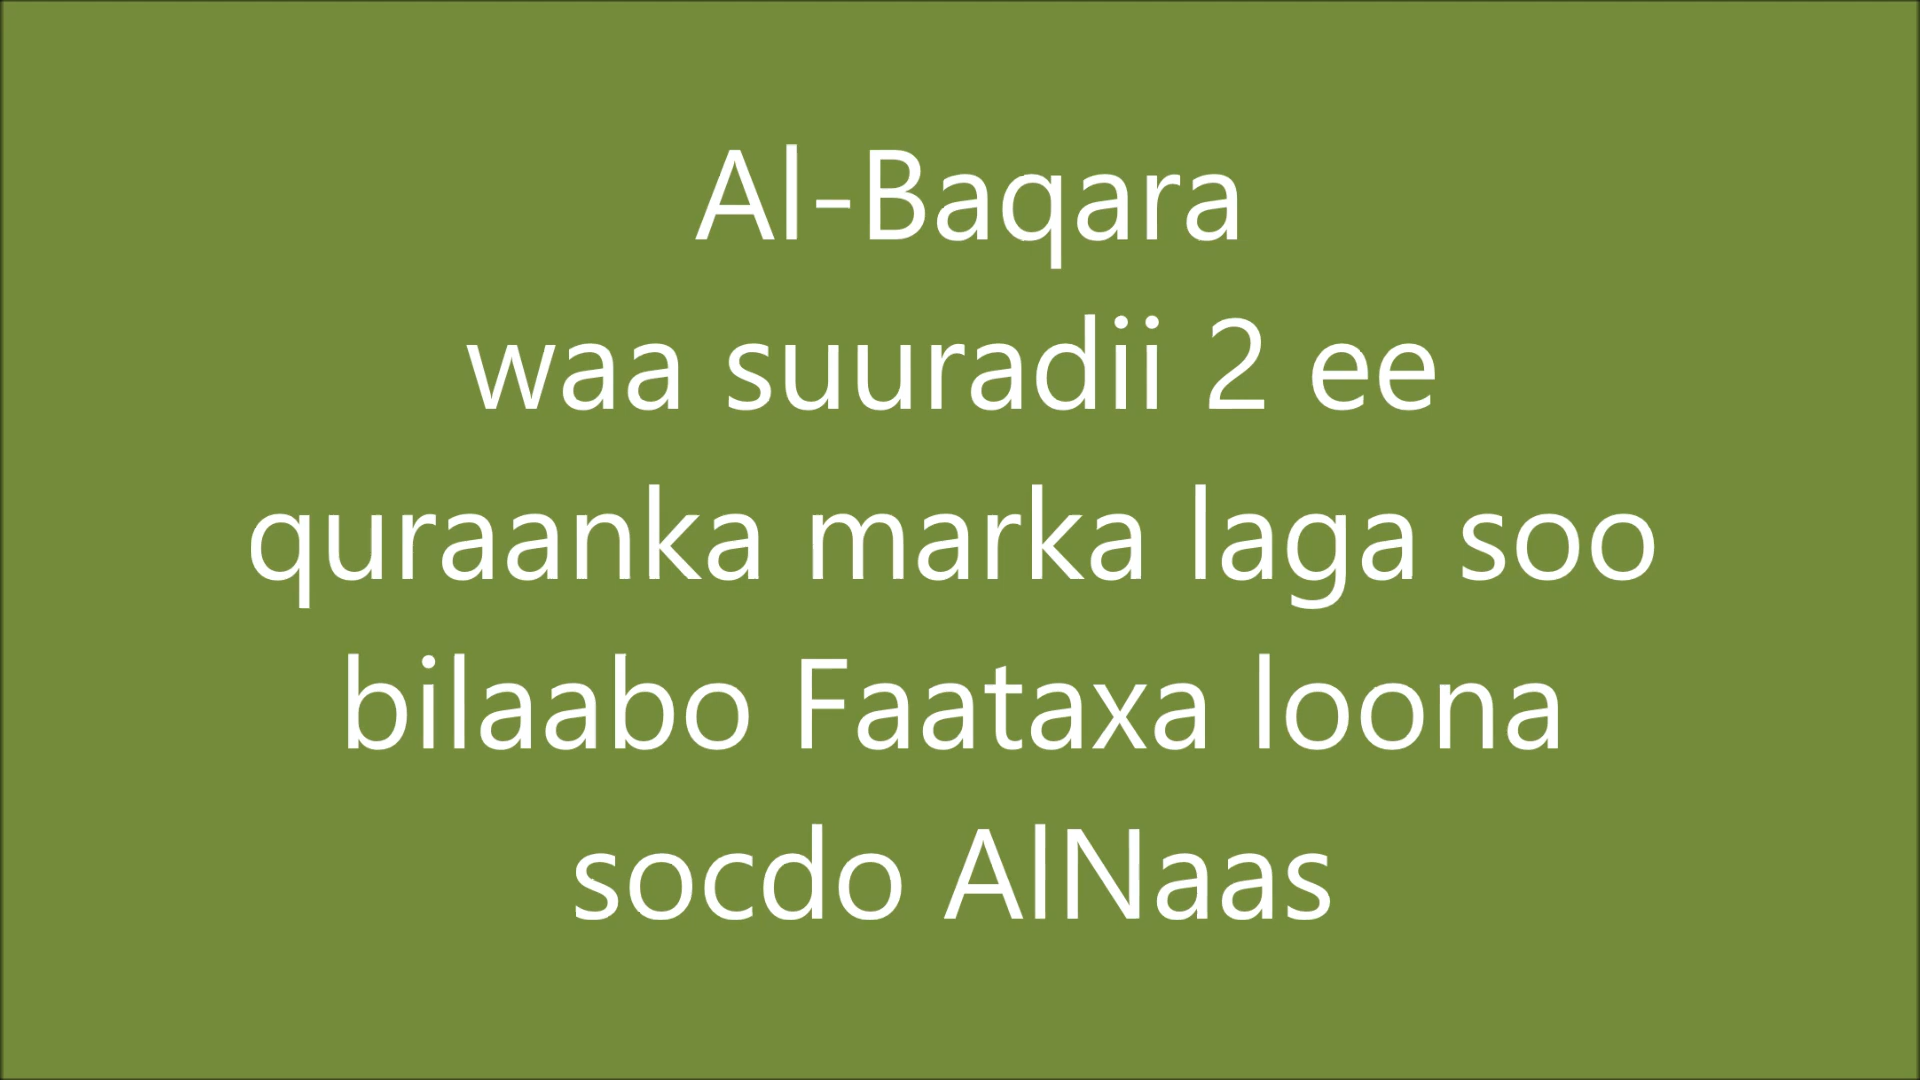 Al-Baqara
waa suuradii 2 ee
quraanka marka laga soo
bilaabo Faataxa loona
socdo AlNaas